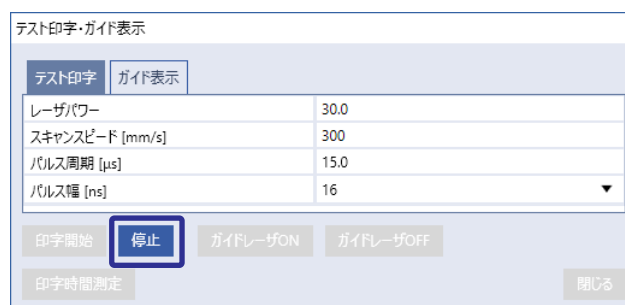 テスト印字・ガイド表示
テスト印字 ガイド表示
レーザパワー 30.0
スキャンスピード [mm/s] 300
パルス周期 [μs] 15.0
パルス幅 [ns] 16
印字開始 停止 ガイドレーザON ガイドレーザOFF
印字時間測定 閉じる